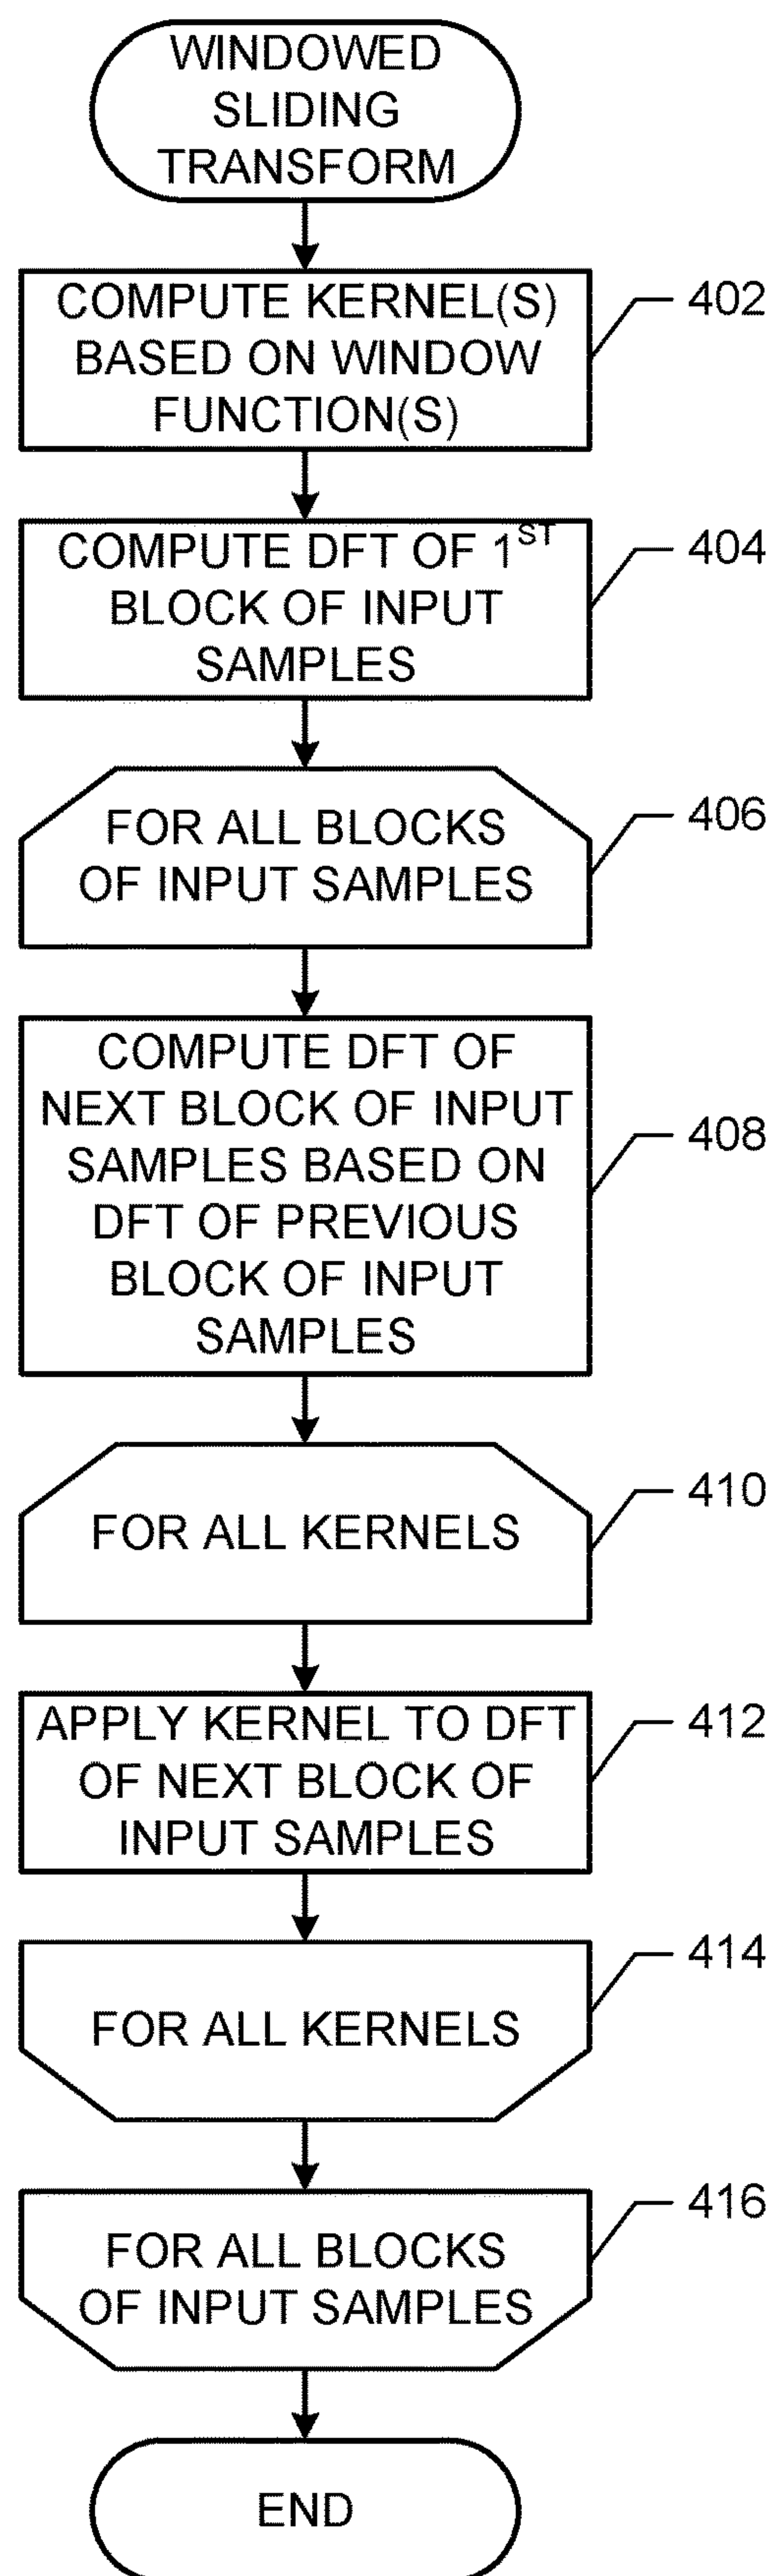 WINDOWED
SLIDING
TRANSFORM
COMPUTE KERNEL(S)
BASED ON WINDOW
FUNCTION(S)
402
COMPUTE DFT OF 1ST
BLOCK OF INPUT
SAMPLES
404
FOR ALL BLOCKS
OF INPUT SAMPLES
406
COMPUTE DFT OF
NEXT BLOCK OF INPUT
SAMPLES BASED ON
DFT OF PREVIOUS
BLOCK OF INPUT
SAMPLES
408
FOR ALL KERNELS
410
APPLY KERNEL TO DFT
OF NEXT BLOCK OF
INPUT SAMPLES
412
FOR ALL KERNELS
414
FOR ALL BLOCKS
OF INPUT SAMPLES
416
END